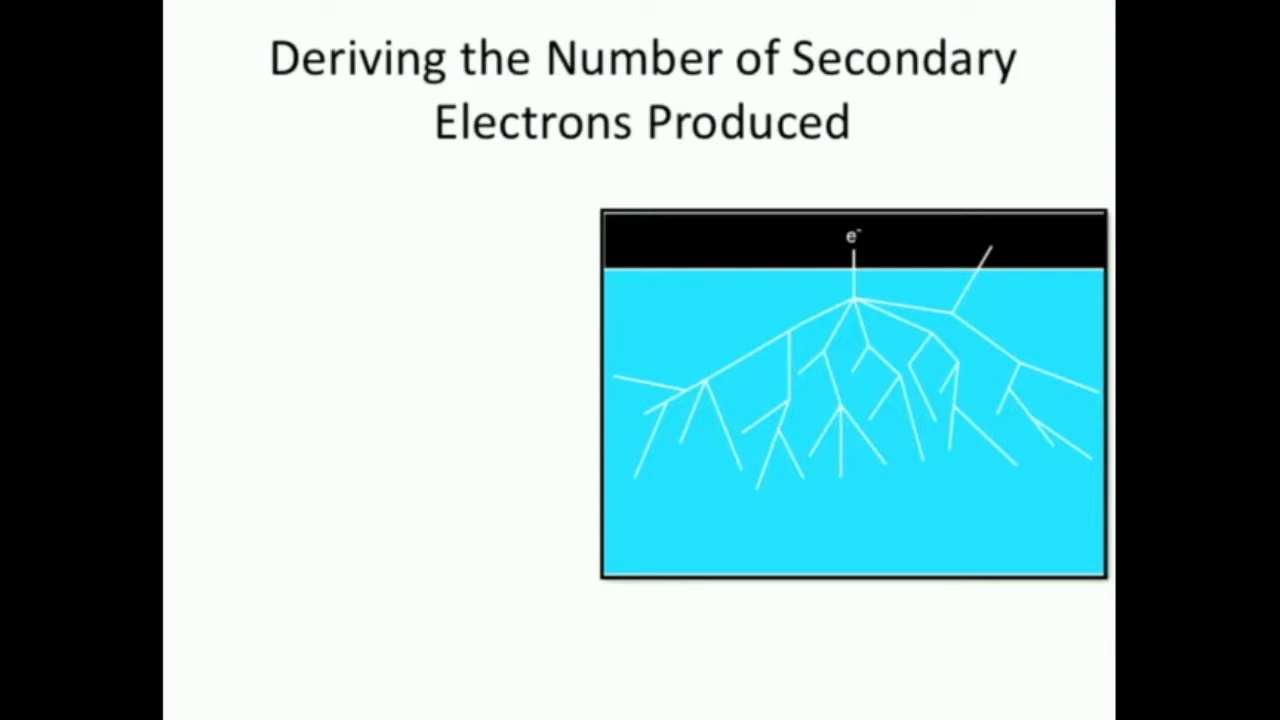 Deriving the Number of Secondary
Electrons Produced
e⁻